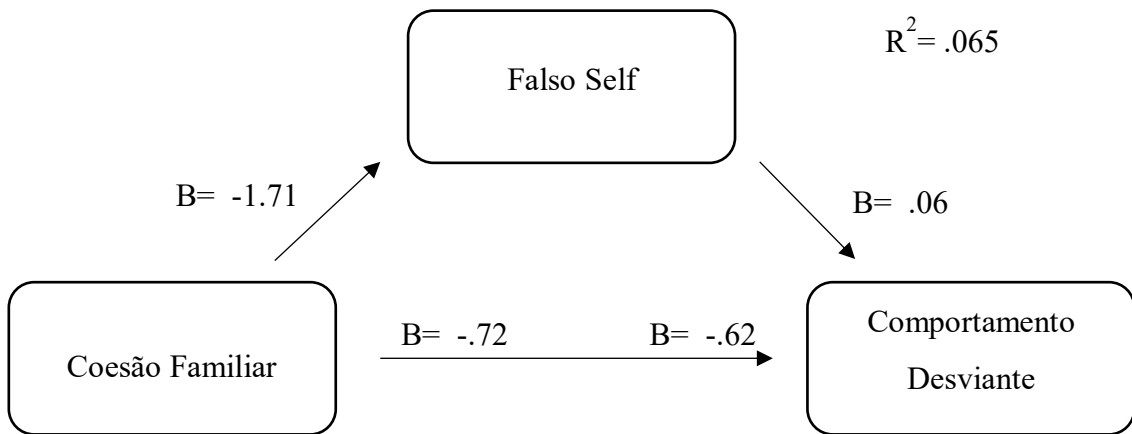 Falso Self
R²= .065
B= -1.71
B= .06
Coesão Familiar
B= -.72
B= -.62
Comportamento
Desviante